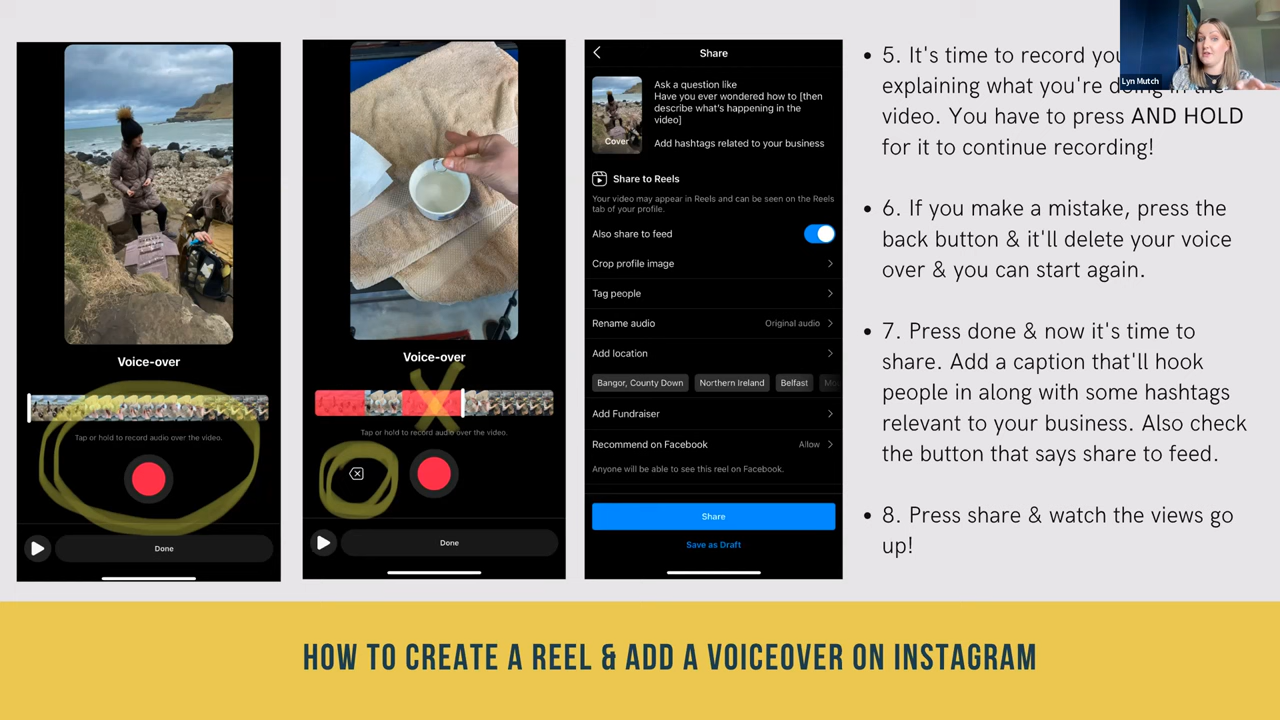 Voice-over
Tap or hold to record audio over the video.
Done
Voice-over
Tap or hold to record audio over the video.
Done
Share
Ask a question like
Have you ever wondered how to [then
describe what's happening in the
video]
Add hashtags related to your business
Cover
Share to Reels
Your video may appear in Reels and can be seen on the Reels
tab of your profile.
Also share to feed
Crop profile image
Tag people
Rename audio Original audio
Add location
Bangor, County Down Northern Ireland Belfast
Add Fundraiser
Recommend on Facebook Allow
Anyone will be able to see this reel on Facebook.
Share
Save as Draft
• 5. It's time to record
explaining what you're
video. You have to press AND HOLD
for it to continue recording!
• 6. If you make a mistake, press the
back button & it'll delete your voice
over & you can start again.
• 7. Press done & now it's time to
share. Add a caption that'll hook
people in along with some hashtags
relevant to your business. Also check
the button that says share to feed.
• 8. Press share & watch the views go
up!
Lyn Mutch
HOW TO CREATE A REEL & ADD A VOICEOVER ON INSTAGRAM